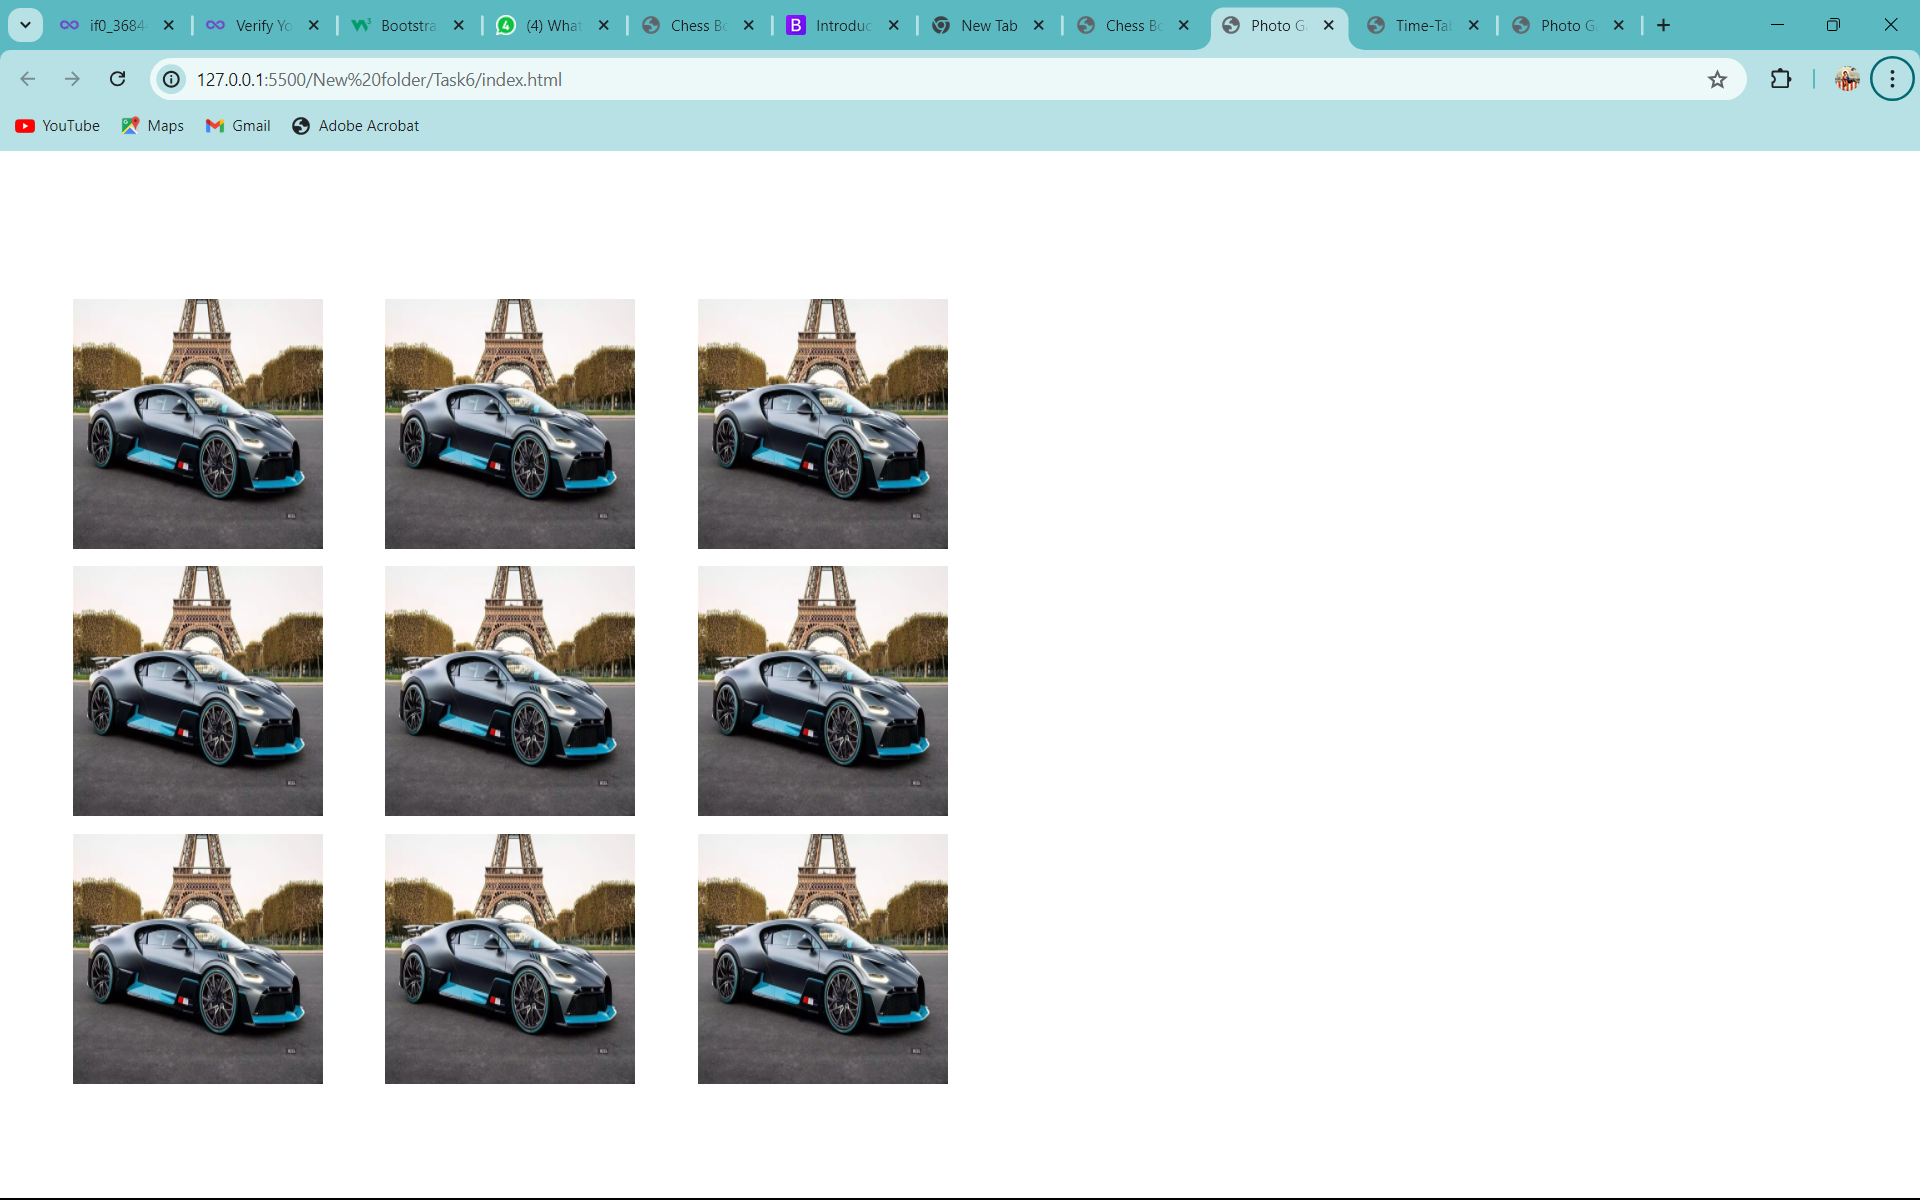 if0_3684
Verify Yo
Bootstra
(4) What
Chess Bo
Introduc
New Tab
Chess Bo
Photo G
Time-Tab
Photo G
127.0.0.1:5500/New%20folder/Task6/index.html
YouTube
Maps
Gmail
Adobe Acrobat